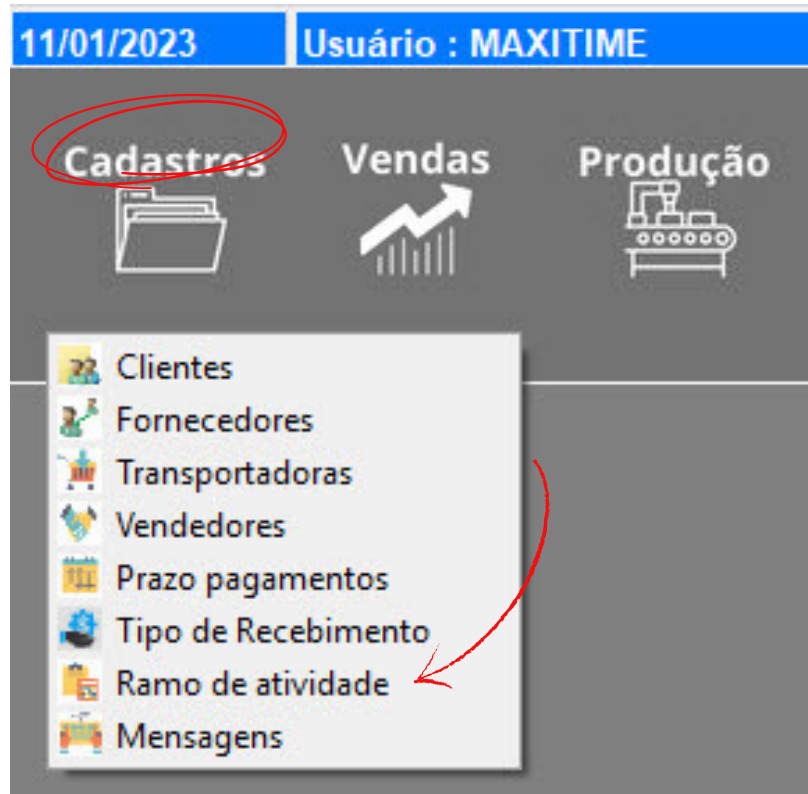 11/01/2023 Usuário : MAXITIME
Cadastros Vendas Produção
Clientes
Fornecedores
Transportadoras
Vendedores
Prazo pagamentos
Tipo de Recebimento
Ramo de atividade
Mensagens